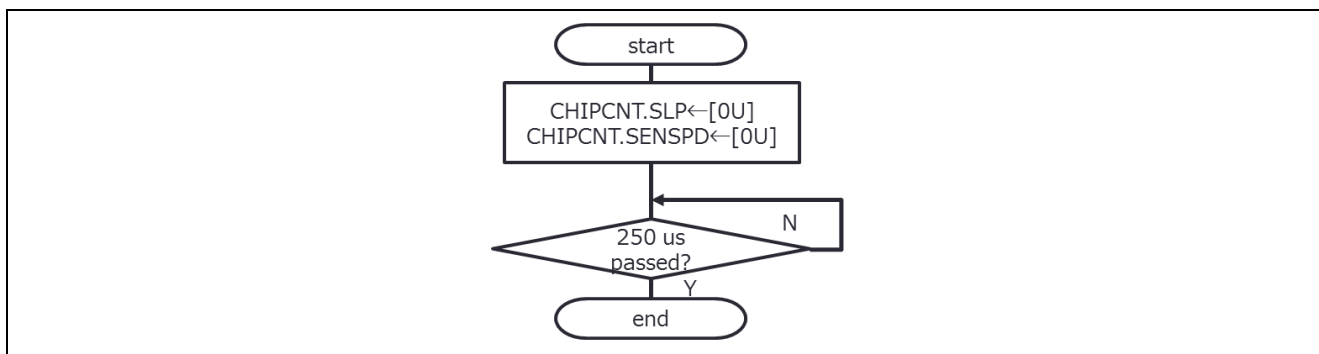 start
CHIPCNT.SLP←[0U]
CHIPCNT.SENSPD←[0U]
N
250 us
passed?
Y
end